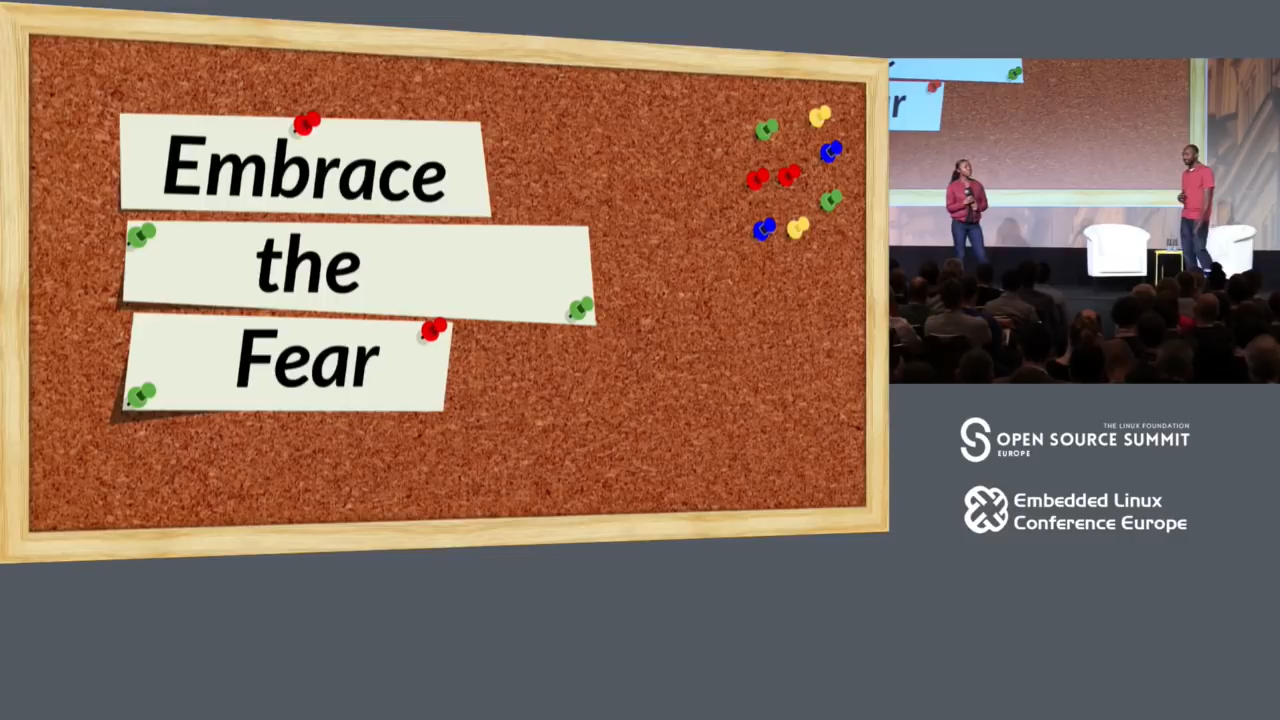 Embrace
the
Fear
r
THE LINUX FOUNDATION
OPEN SOURCE SUMMIT
EUROPE
Embedded Linux
Conference Europe